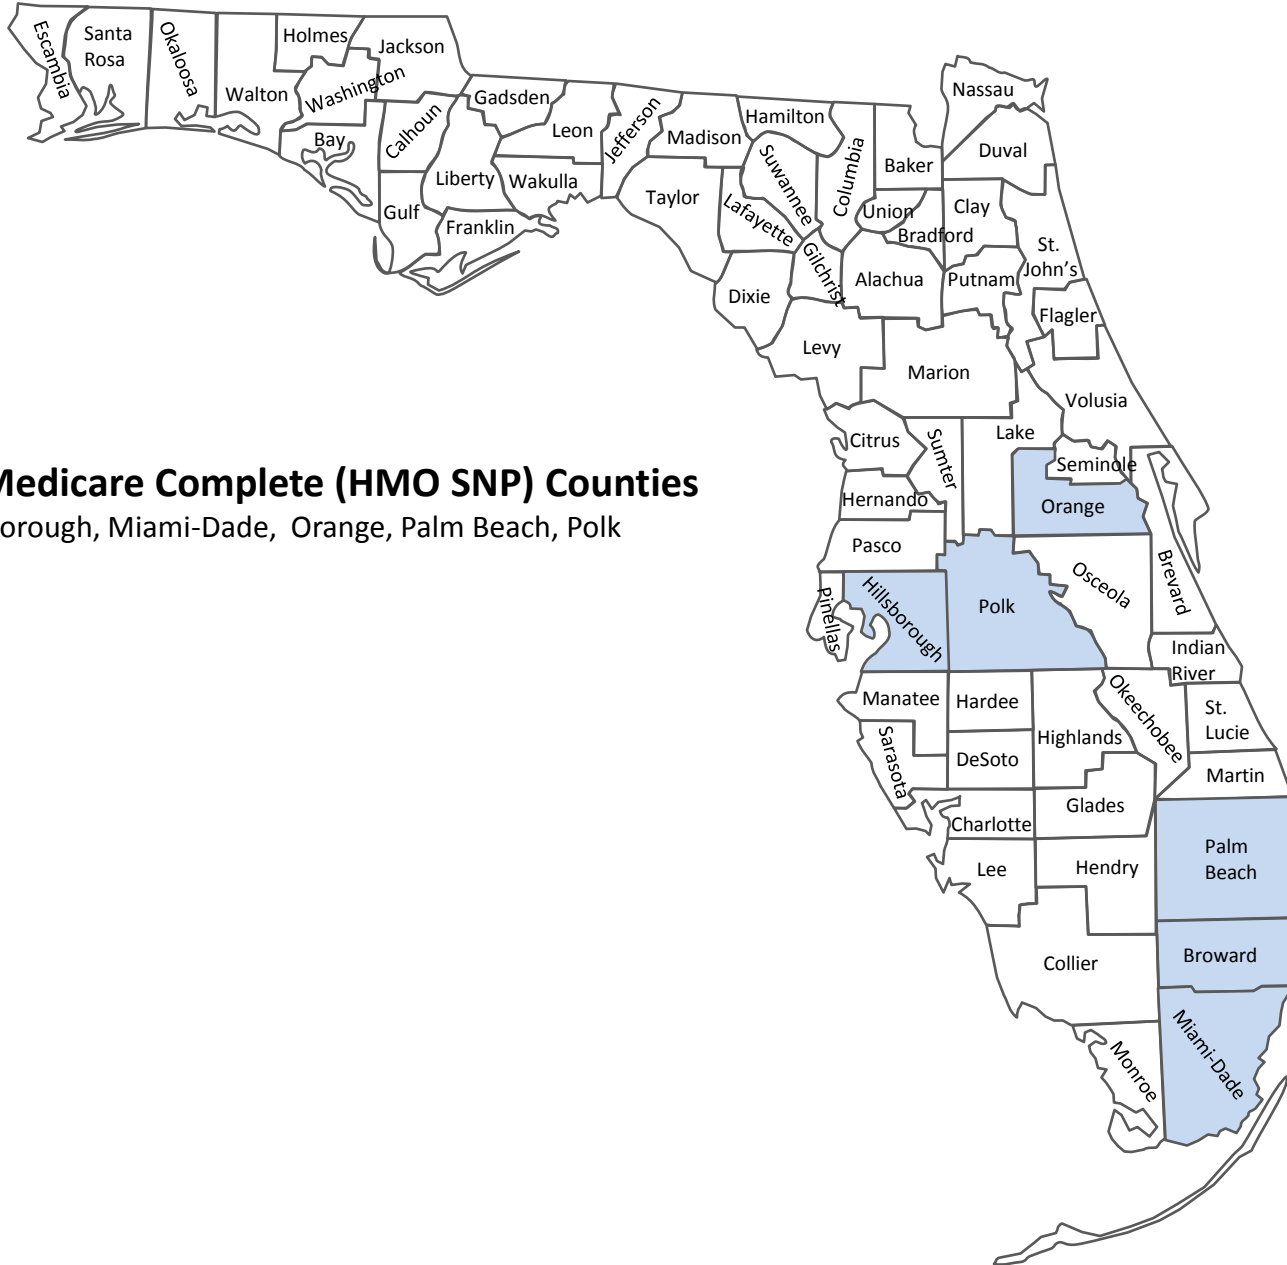 Escambia
Santa
Rosa
Okaloosa
Walton
Holmes
Jackson
Washington
Bay
Calhoun
Gulf
Liberty
Franklin
Gadsden
Leon
Wakulla
Jefferson
Madison
Taylor
Hamilton
Suwannee
Lafayette
Columbia
Baker
Nassau
Duval
Union
Bradford
Clay
St.
John’s
Gilchrist
Dixie
Alachua
Putnam
Flagler
Levy
Marion
Volusia
Citrus
Sumter
Lake
Seminole
Hernando
Orange
Medicare Complete (HMO SNP) Counties
orough, Miami-Dade, Orange, Palm Beach, Polk
Pasco
Pinellas
Hillsborough
Polk
Osceola
Brevard
Indian
River
Manatee
Hardee
Highlands
Okeechobee
St.
Lucie
Sarasota
DeSoto
Martin
Charlotte
Glades
Lee
Hendry
Palm
Beach
Collier
Broward
Monroe
Miami-Dade